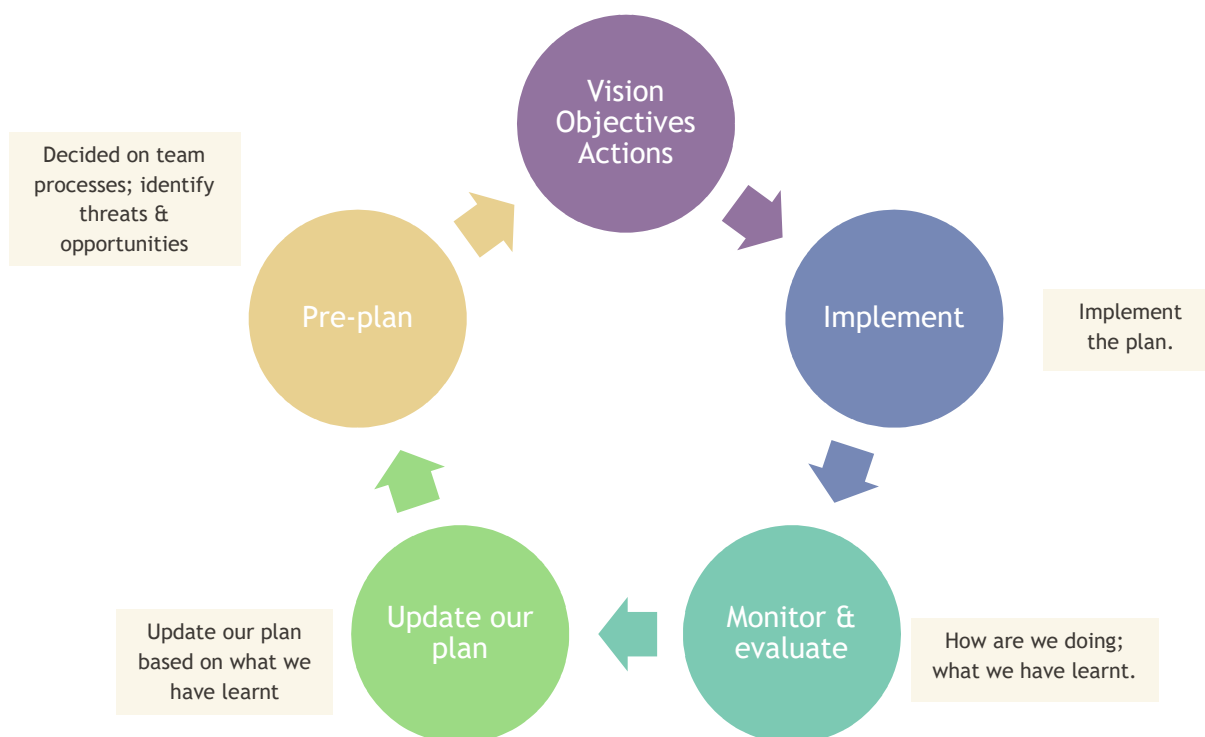 Vision
Objectives
Actions
Decided on team
processes; identify
threats &
opportunities
Pre-plan
Implement
Implement
the plan.
Update our
plan
Monitor &
evaluate
Update our plan
based on what we
have learnt
How are we doing;
what we have learnt.